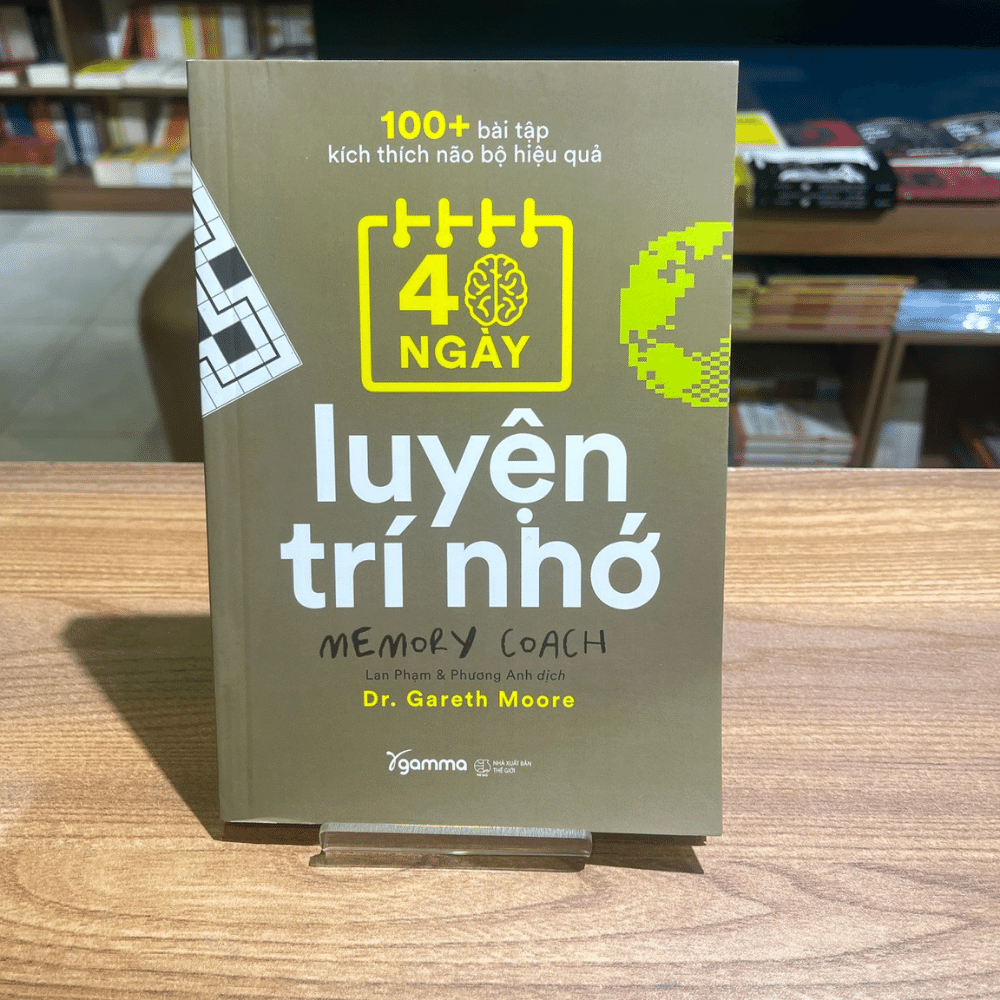 100+ bài tập
kích thích não bộ hiệu quả
40
NGÀY
luyện
trí nhớ
MEMORY COACH
Lan Phạm & Phương Anh dịch
Dr. Gareth Moore
gamma
NHÀ XUẤT BẢN
THẾ GIỚI